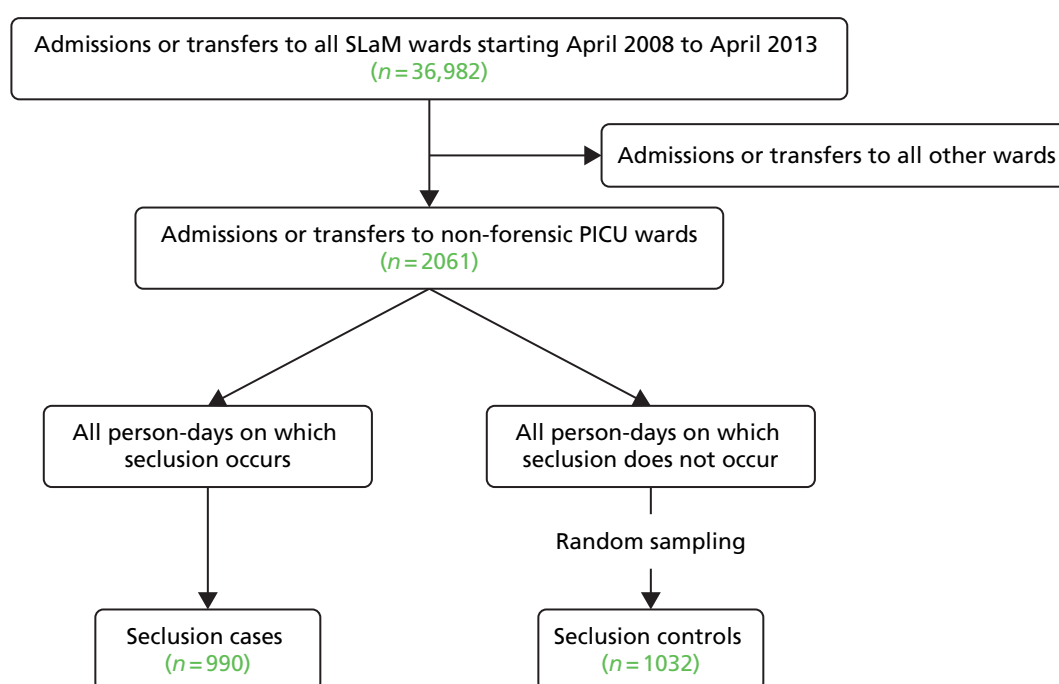 Admissions or transfers to all SLaM wards starting April 2008 to April 2013
(n = 36,982)
Admissions or transfers to all other wards
Admissions or transfers to non-forensic PICU wards
(n = 2061)
All person-days on which
seclusion occurs
All person-days on which
seclusion does not occur
Random sampling
Seclusion cases
(n = 990)
Seclusion controls
(n = 1032)